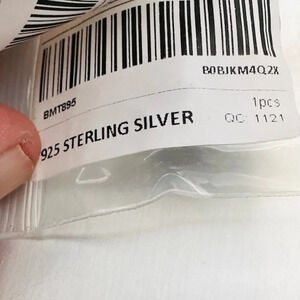 B0BJKM4Q2X
BMT895
1pcs
925 STERLING SILVER
QC: 1121